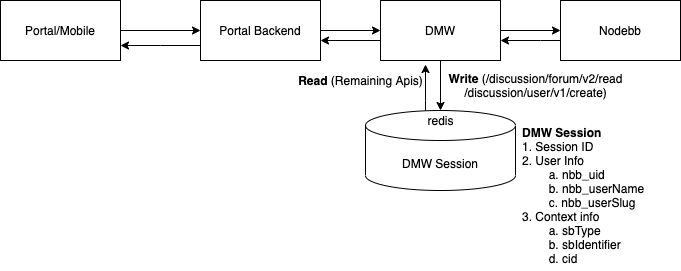 Portal/Mobile
Portal Backend
DMW
Nodebb
Read (Remaining Apis)
Write (/discussion/forum/v2/read
/discussion/user/v1/create)
redis
DMW Session
DMW Session
1. Session ID
2. User Info
a. nbb_uid
b. nbb_userName
c. nbb_userSlug
3. Context info
a. sbType
b. sbIdentifier
d. cid